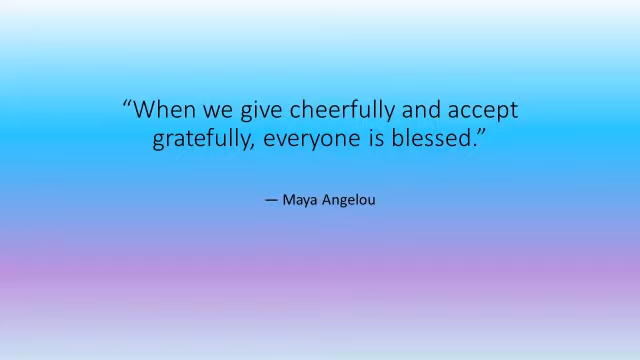 “When we give cheerfully and accept
gratefully, everyone is blessed.”
— Maya Angelou